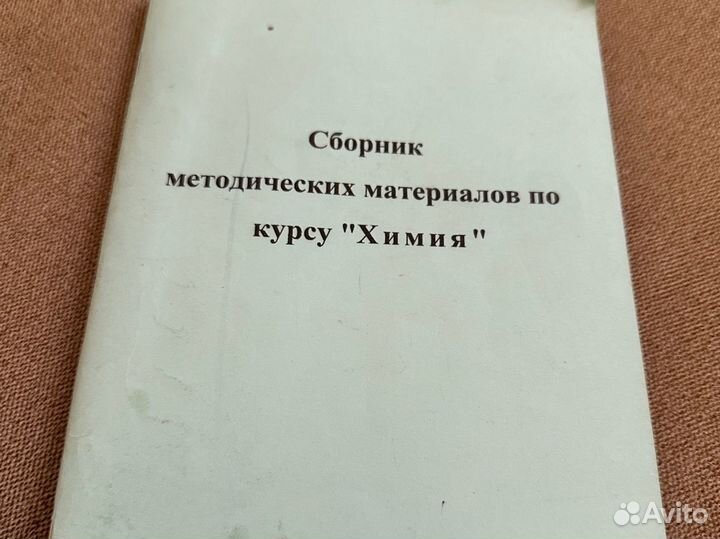 Сборник
методических материалов по
курсу "Химия"
Avito